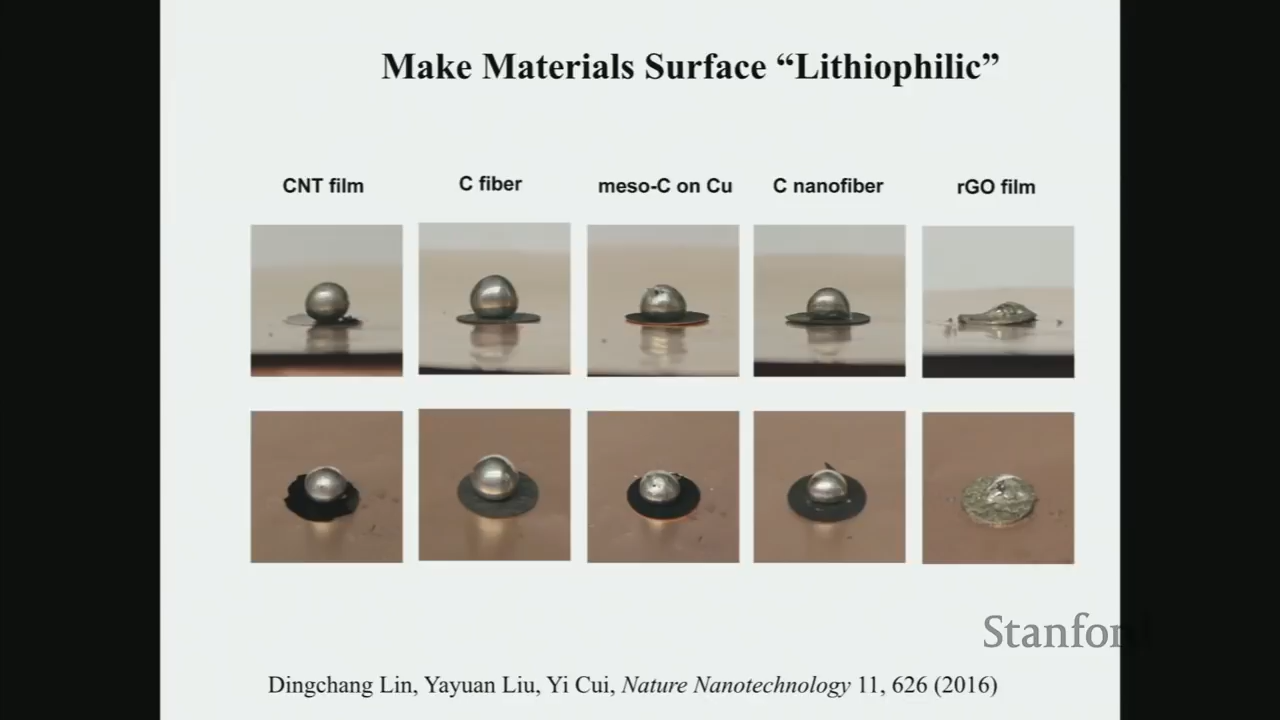 Make Materials Surface “Lithiophilic”
CNT film
C fiber
meso-C on Cu
C nanofiber
rGO film
Stanford
Dingchang Lin, Yayuan Liu, Yi Cui, Nature Nanotechnology 11, 626 (2016)